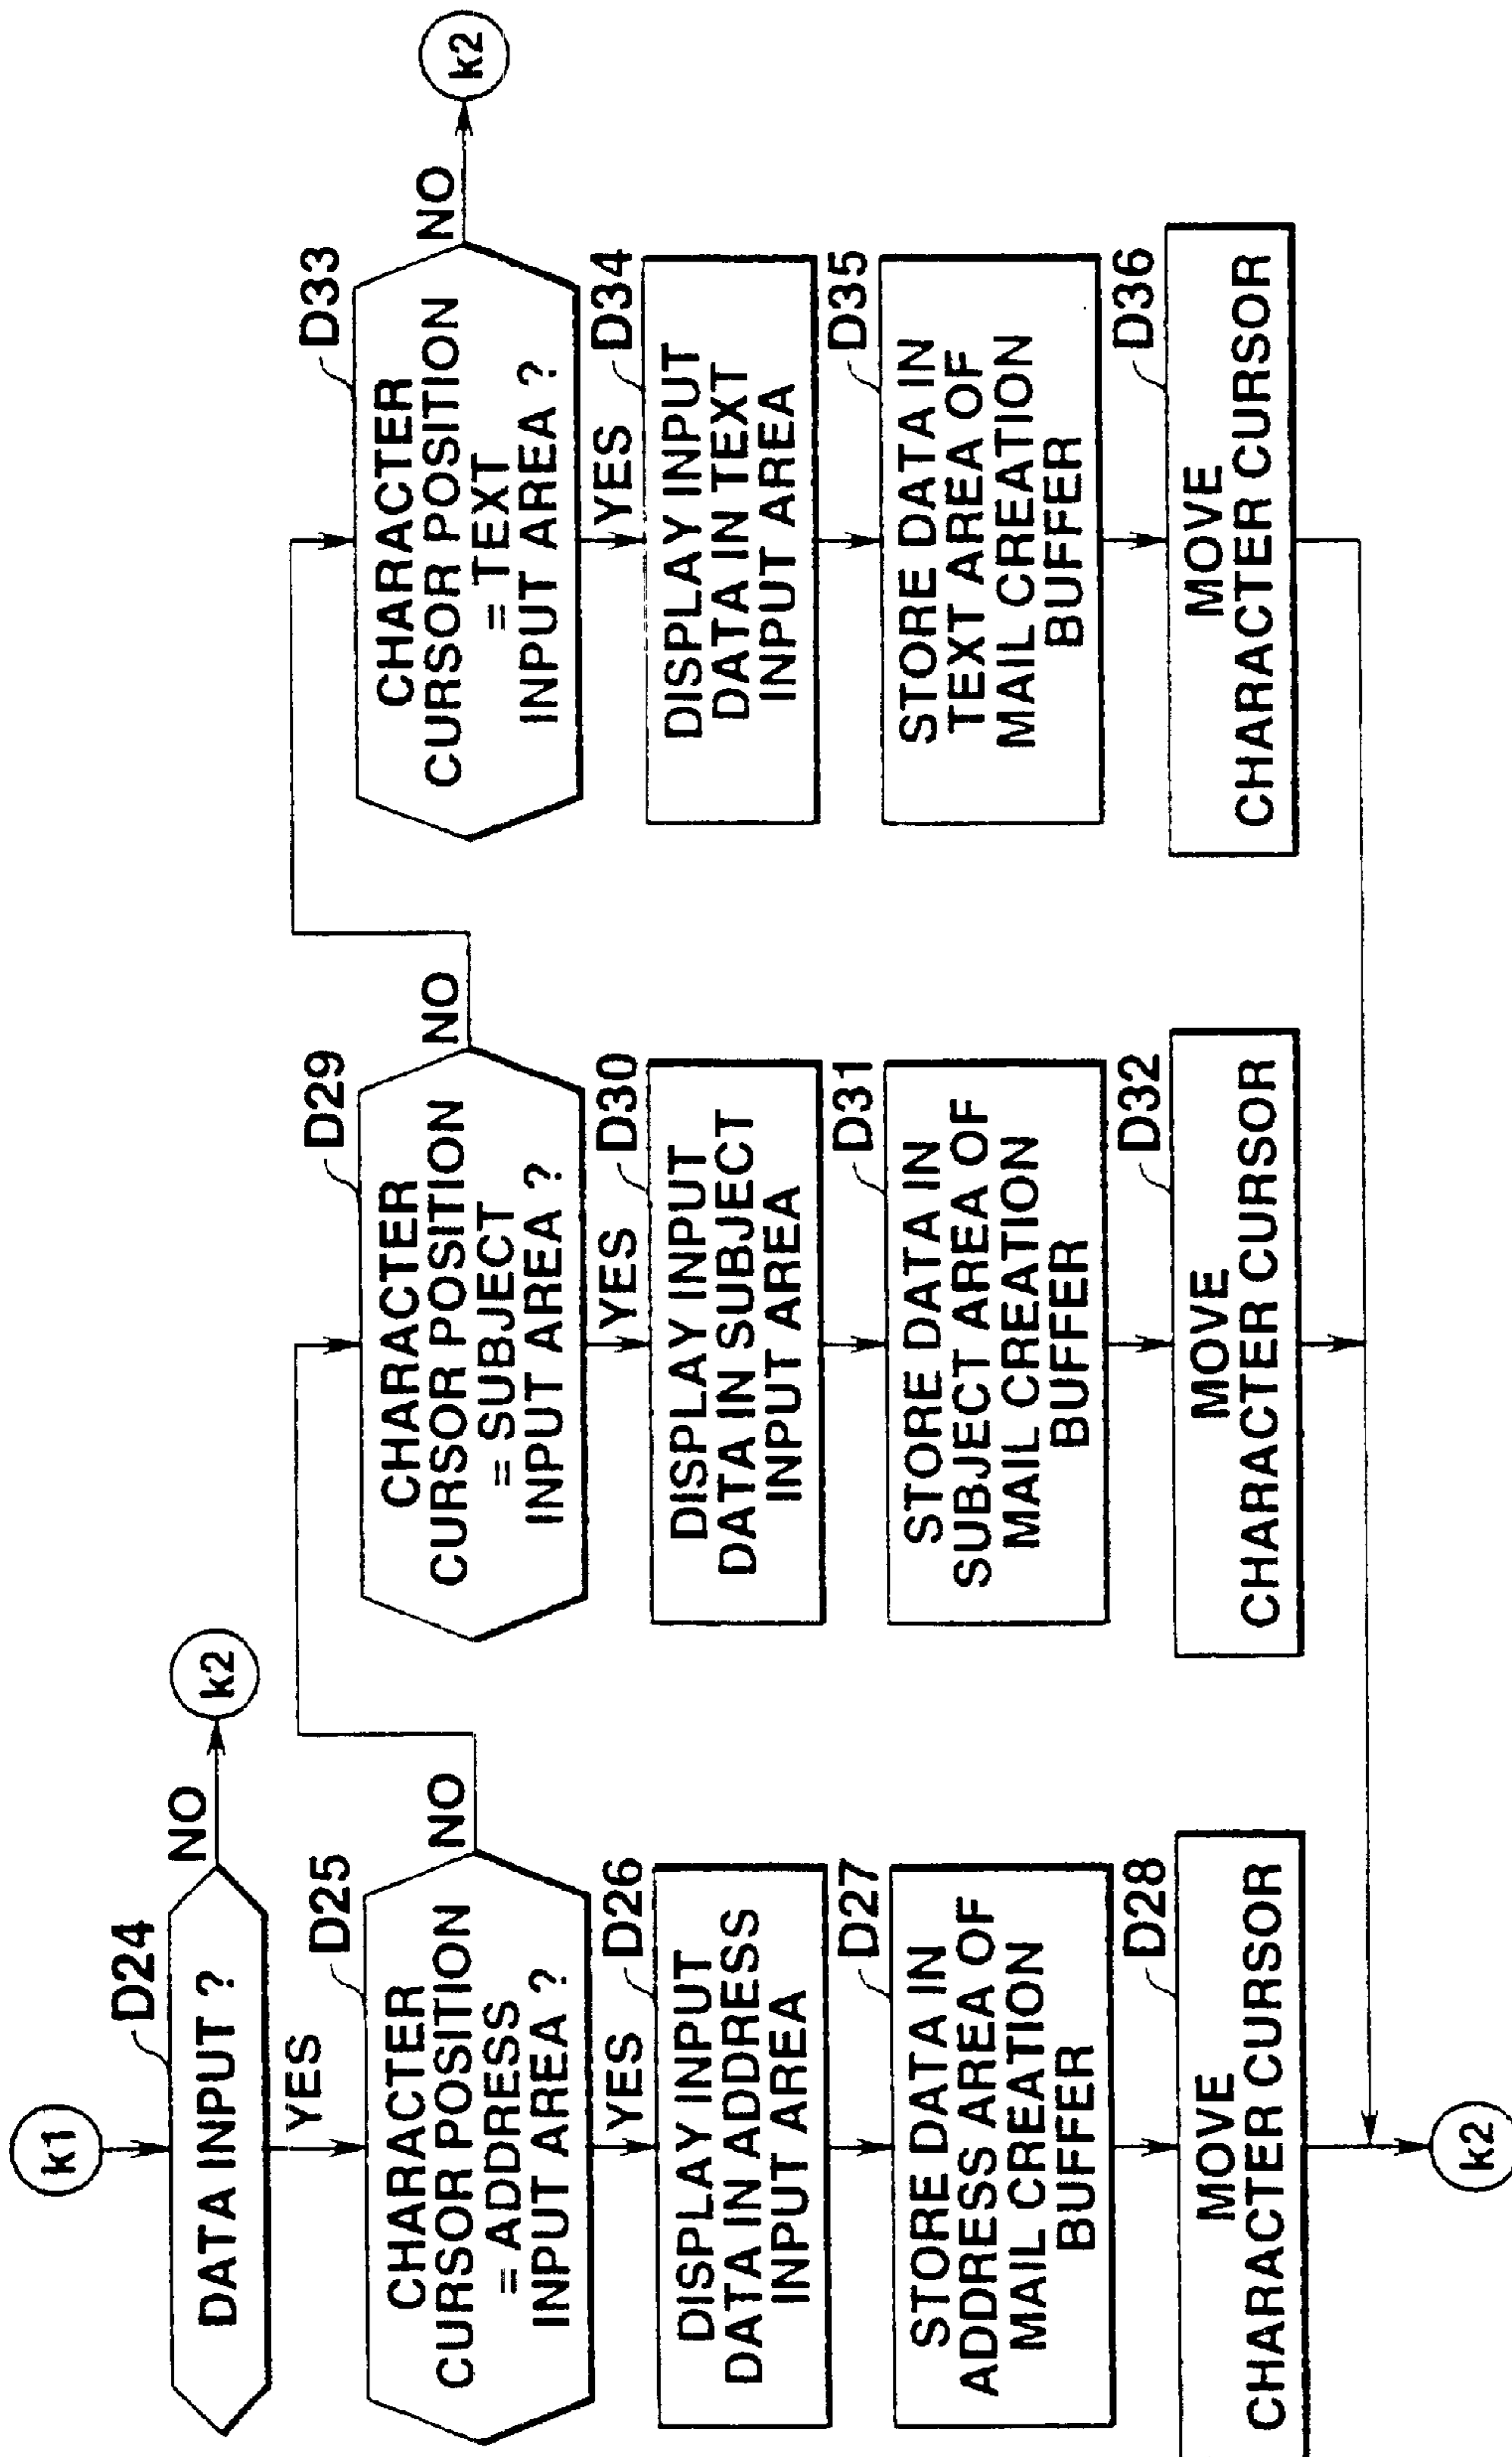 k1
D24
DATA INPUT ?
NO
k2
YES
D25
CHARACTER
CURSOR POSITION
= ADDRESS
INPUT AREA ?
NO
YES
D26
DISPLAY INPUT
DATA IN ADDRESS
INPUT AREA
D27
STORE DATA IN
ADDRESS AREA OF
MAIL CREATION
BUFFER
D28
MOVE
CHARACTER CURSOR
k2
D29
CHARACTER
CURSOR POSITION
= SUBJECT
INPUT AREA ?
NO
YES
D30
DISPLAY INPUT
DATA IN SUBJECT
INPUT AREA
D31
STORE DATA IN
SUBJECT AREA OF
MAIL CREATION
BUFFER
D32
MOVE
CHARACTER CURSOR
D33
CHARACTER
CURSOR POSITION
= TEXT
INPUT AREA ?
NO
k2
YES
D34
DISPLAY INPUT
DATA IN TEXT
INPUT AREA
D35
STORE DATA IN
TEXT AREA OF
MAIL CREATION
BUFFER
D36
MOVE
CHARACTER CURSOR